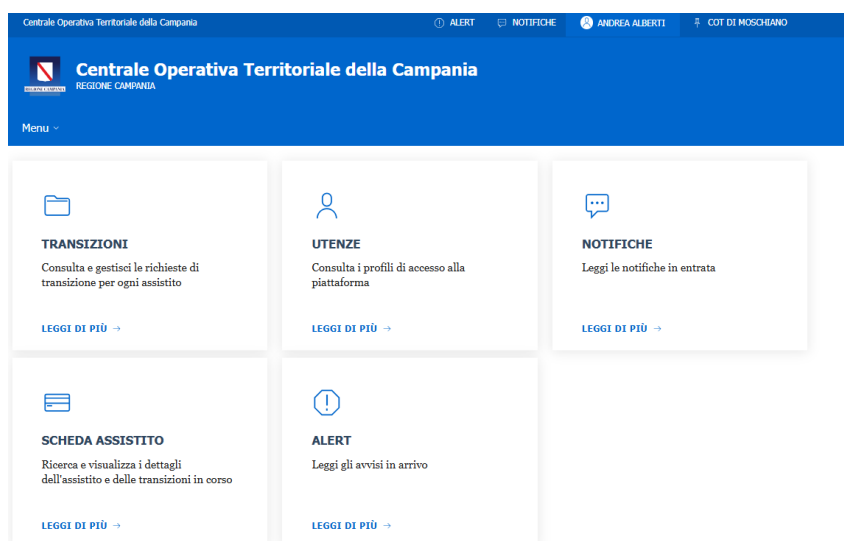 Centrale Operativa Territoriale della Campania
ALERT
NOTIFICHE
ANDREA ALBERTI
COT DI MOSCHIANO
Centrale Operativa Territoriale della Campania
REGIONE CAMPANIA
REGIONE CAMPANIA
Menu
TRANSIZIONI
Consulta e gestisci le richieste di
transizione per ogni assistito
LEGGI DI PIÙ →
UTENZE
Consulta i profili di accesso alla
piattaforma
LEGGI DI PIÙ →
NOTIFICHE
Leggi le notifiche in entrata
LEGGI DI PIÙ →
SCHEDA ASSISTITO
Ricerca e visualizza i dettagli
dell'assistito e delle transizioni in corso
LEGGI DI PIÙ →
ALERT
Leggi gli avvisi in arrivo
LEGGI DI PIÙ →